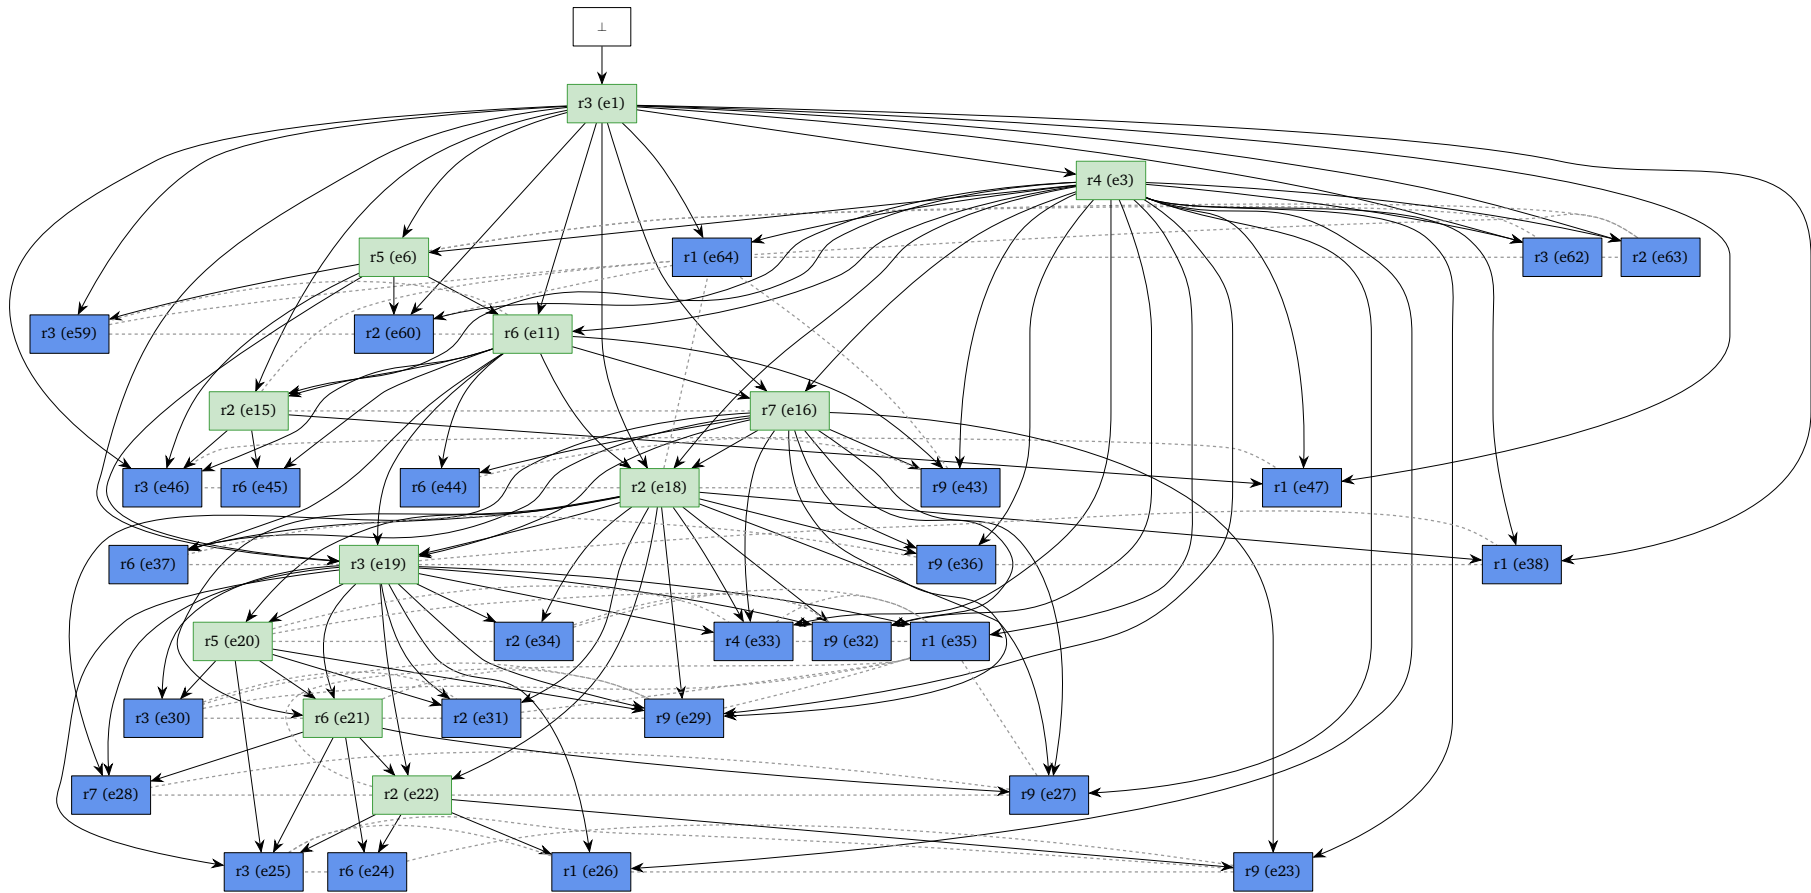 ⊥
r3 (e1)
r4 (e3)
r5 (e6)
r1 (e64)
r3 (e62)
r2 (e63)
r3 (e59)
r2 (e60)
r6 (e11)
r2 (e15)
r7 (e16)
r3 (e46)
r6 (e45)
r6 (e44)
r2 (e18)
r9 (e43)
r1 (e47)
r6 (e37)
r3 (e19)
r9 (e36)
r1 (e38)
r5 (e20)
r2 (e34)
r4 (e33)
r9 (e32)
r1 (e35)
r3 (e30)
r6 (e21)
r2 (e31)
r9 (e29)
r7 (e28)
r2 (e22)
r9 (e27)
r3 (e25)
r6 (e24)
r1 (e26)
r9 (e23)